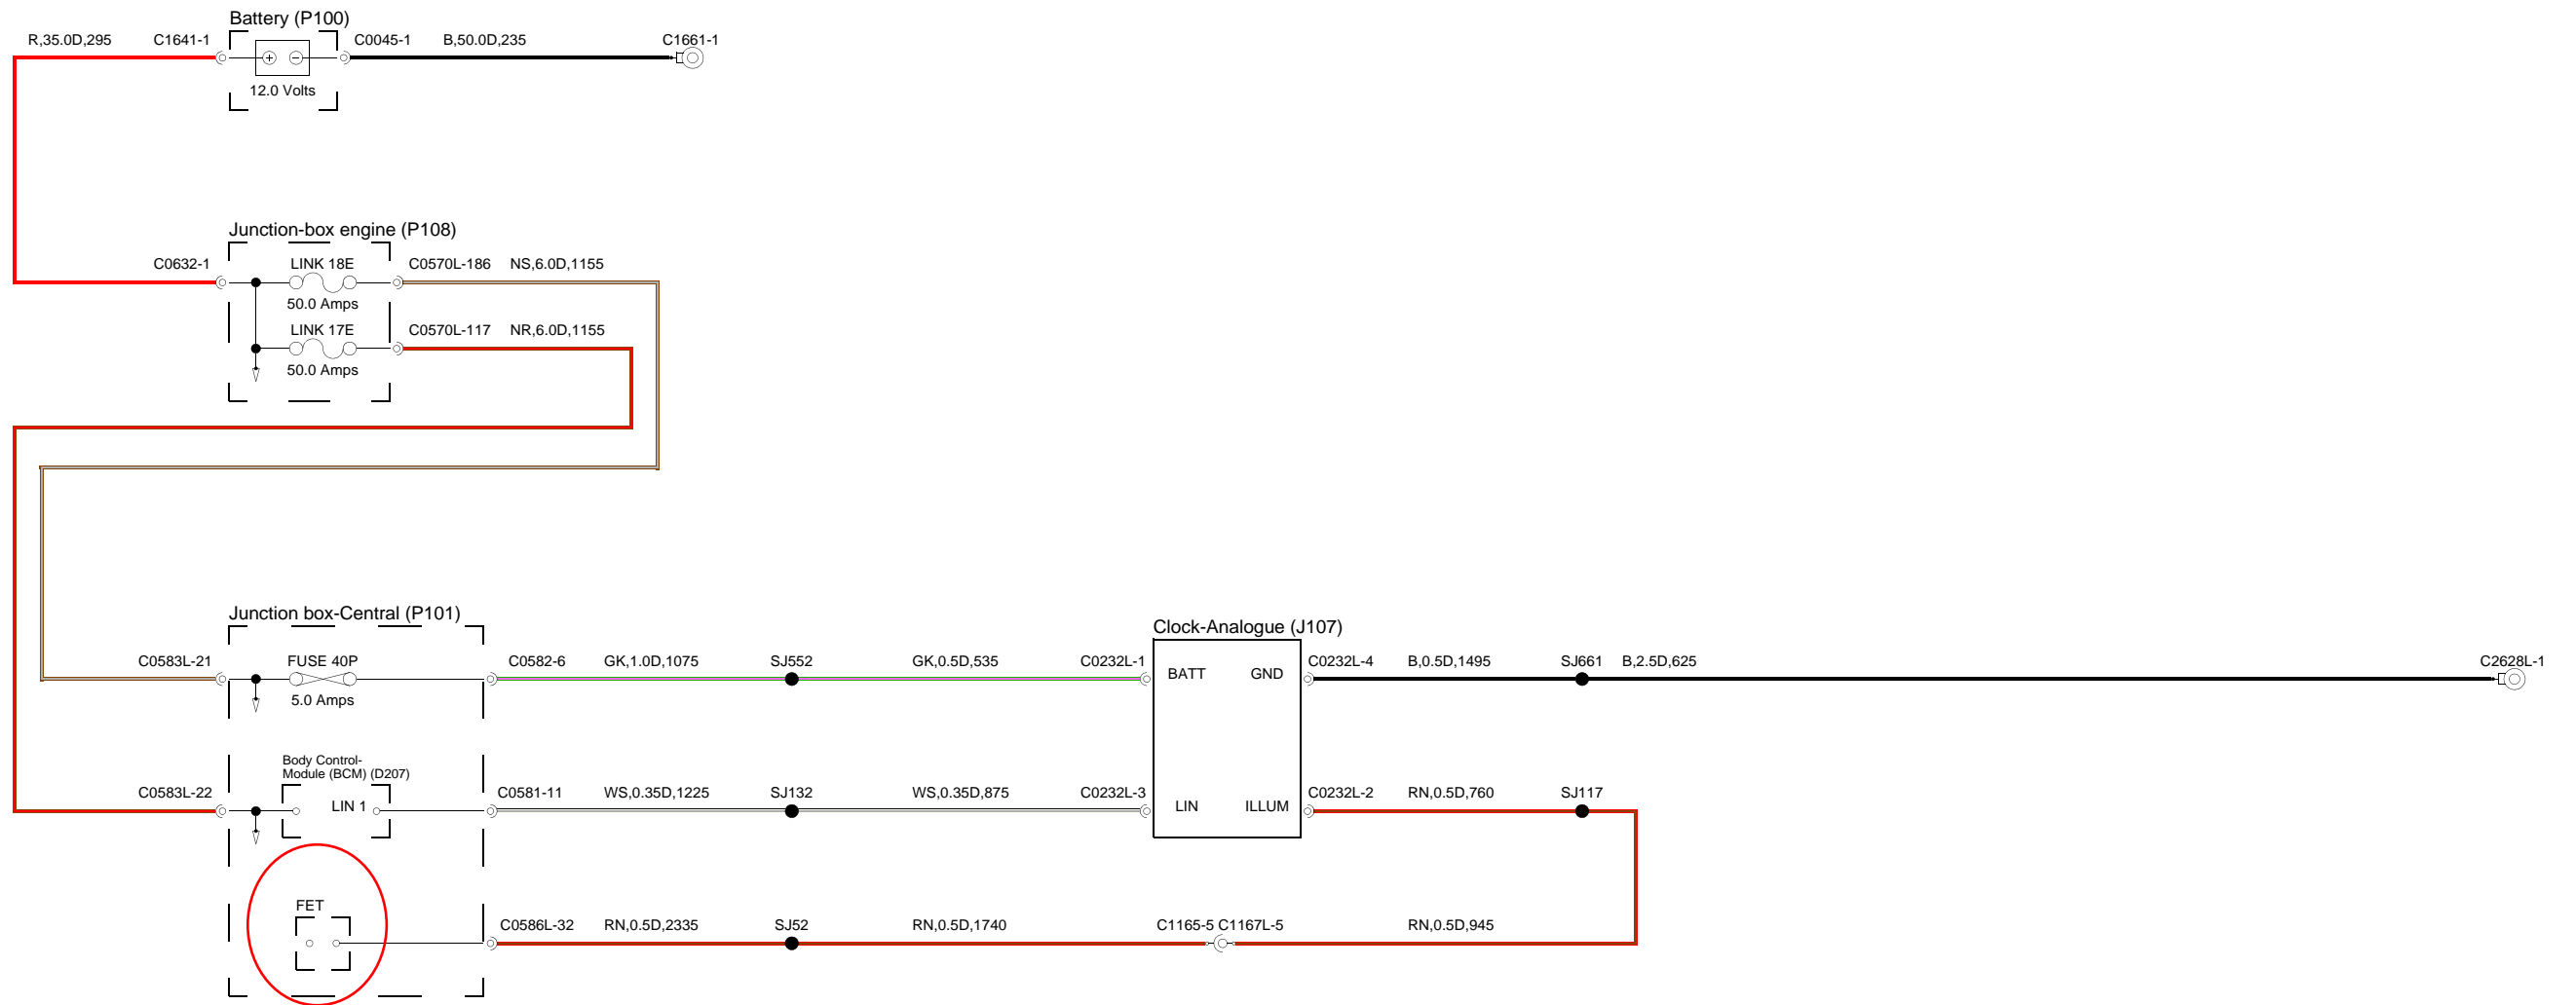 Battery (P100)
R,35.0D,295 C1641-1 C0045-1 B,50.0D,235 C1661-1
12.0 Volts
Junction-box engine (P108)
C0632-1 LINK 18E C0570L-186 NS,6.0D,1155
50.0 Amps
LINK 17E C0570L-117 NR,6.0D,1155
50.0 Amps
Junction box-Central (P101)
Clock-Analogue (J107)
C0583L-21 FUSE 40P C0582-6 GK,1.0D,1075 SJ552 GK,0.5D,535 C0232L-1 C0232L-4 B,0.5D,1495 SJ661 B,2.5D,625 C2628L-1
BATT GND
5.0 Amps
Body Control-
Module (BCM) (D207)
C0583L-22 C0581-11 WS,0.35D,1225 SJ132 WS,0.35D,875 C0232L-3 C0232L-2 RN,0.5D,760 SJ117
LIN 1 LIN ILLUM
FET
C0586L-32 RN,0.5D,2335 SJ52 RN,0.5D,1740 C1165-5 C1167L-5 RN,0.5D,945